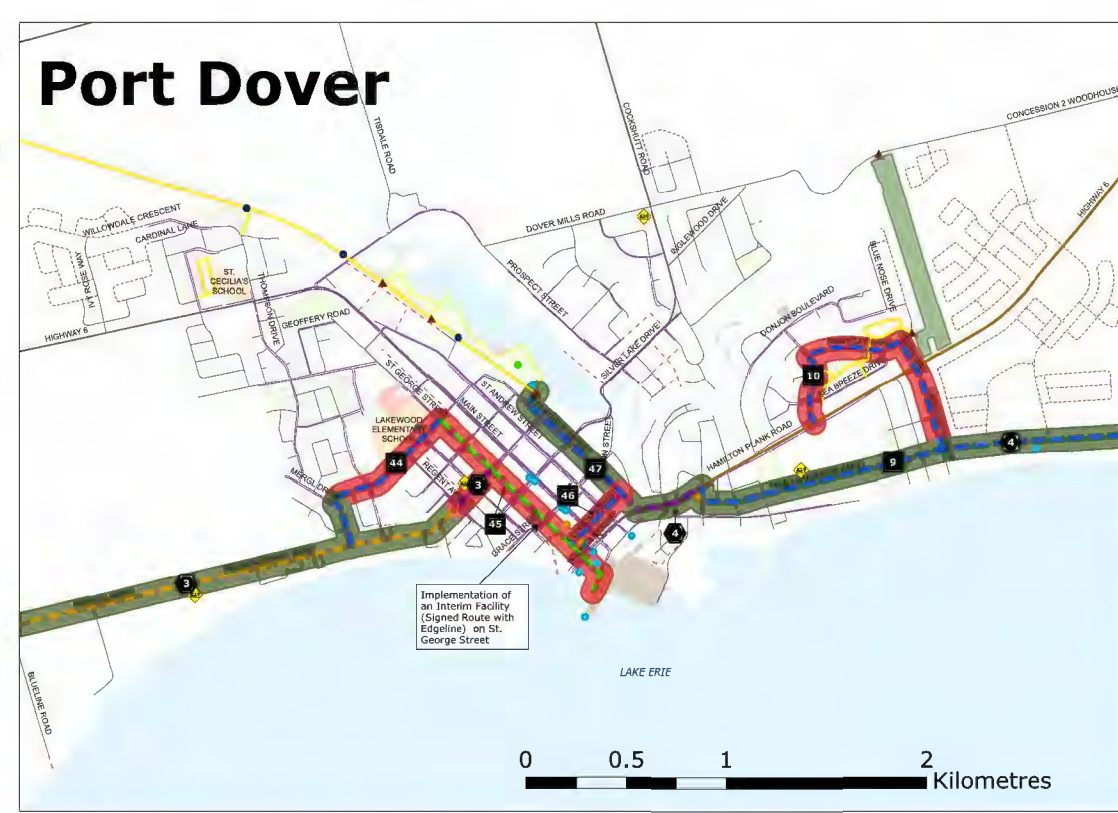 Port Dover
TISDALE ROAD
COCKSHUTT ROAD
CONCESSION 2 WOODHOUSE
HIGHWAY 6
WILLOWDALE CRESCENT
CARDINAL LANE
IVY ROSE WAY
ST.
CECILIA'S
SCHOOL
THOMPSON DRIVE
GEOFFERY ROAD
HIGHWAY 6
DOVER MILLS ROAD
INGLEWOOD DRIVE
PROSPECT STREET
SILVER LAKE DRIVE
DONJON BOULEVARD
BLUE NOSE DRIVE
SEA BREEZE DRIVE
10
ST GEORGE STREET
MAIN STREET
ST ANDREW STREET
LAKEWOOD
ELEMENTARY
SCHOOL
HAMILTON PLANK ROAD
44
47
9
4
3
46
45
4
3
Implementation of
an Interim Facility
(Signed Route with
Edgeline) on St.
George Street
BLUELINE ROAD
LAKE ERIE
0 0.5 1 2
Kilometres